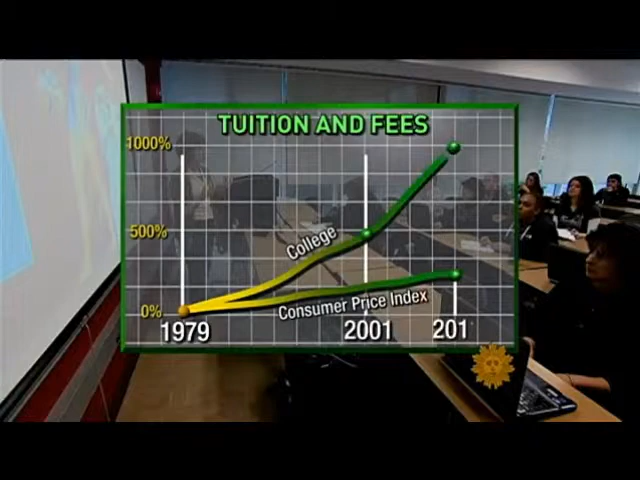 TUITION AND FEES
1000%
500%
College
Consumer Price Index
0%
1979
2001
201